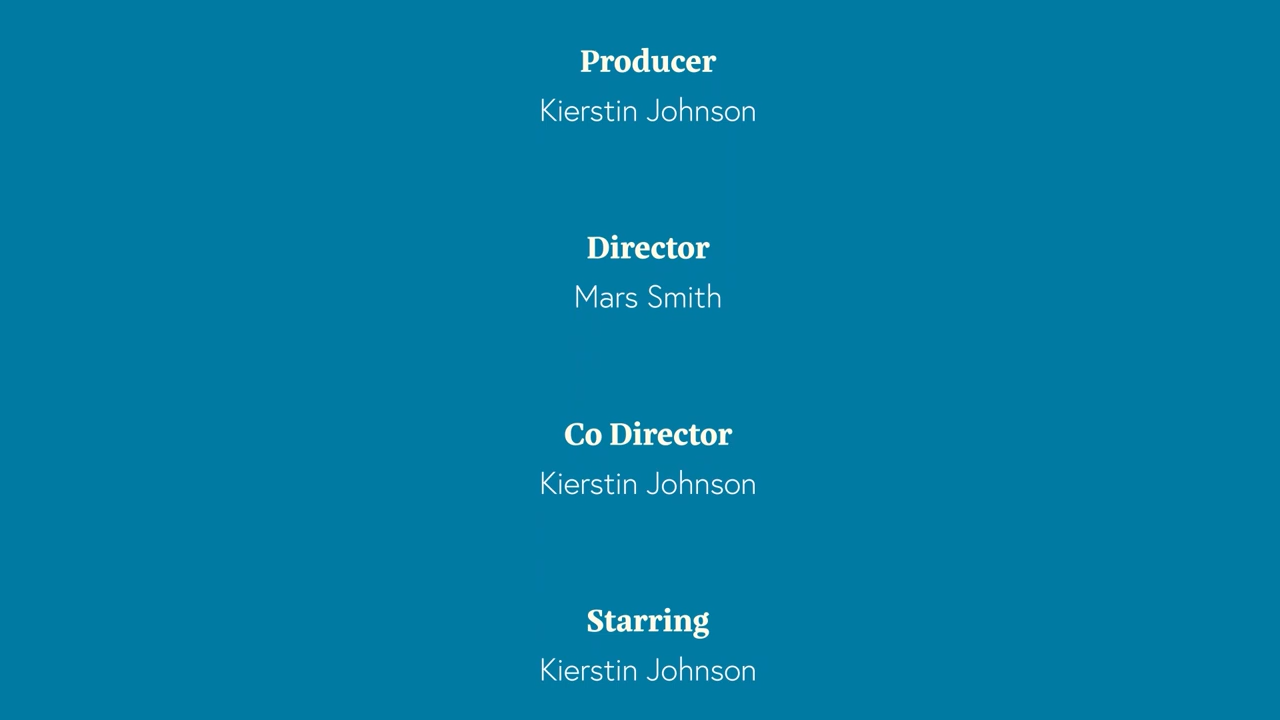 Producer
Kierstin Johnson
Director
Mars Smith
Co Director
Kierstin Johnson
Starring
Kierstin Johnson